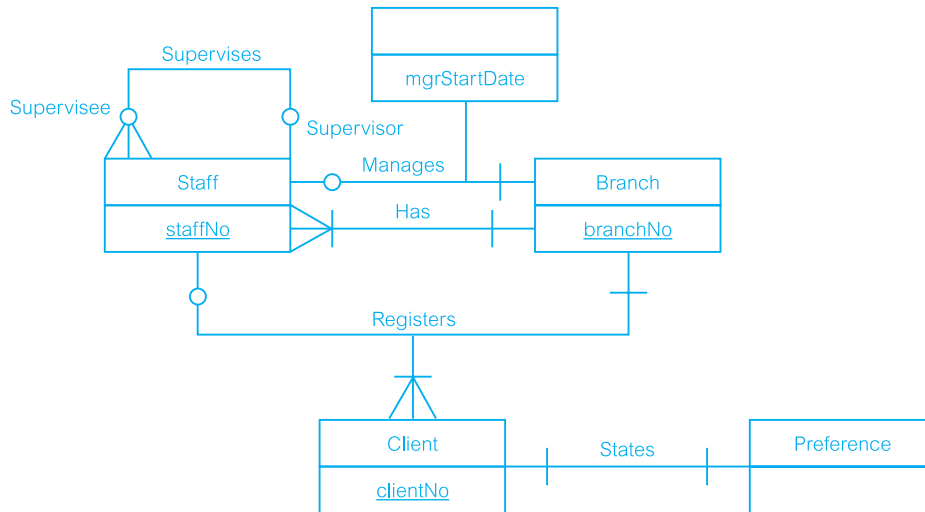 Supervises
mgrStartDate
Supervisee
Supervisor
Manages
Staff
Branch
Has
staffNo
branchNo
Registers
Client
States
Preference
clientNo